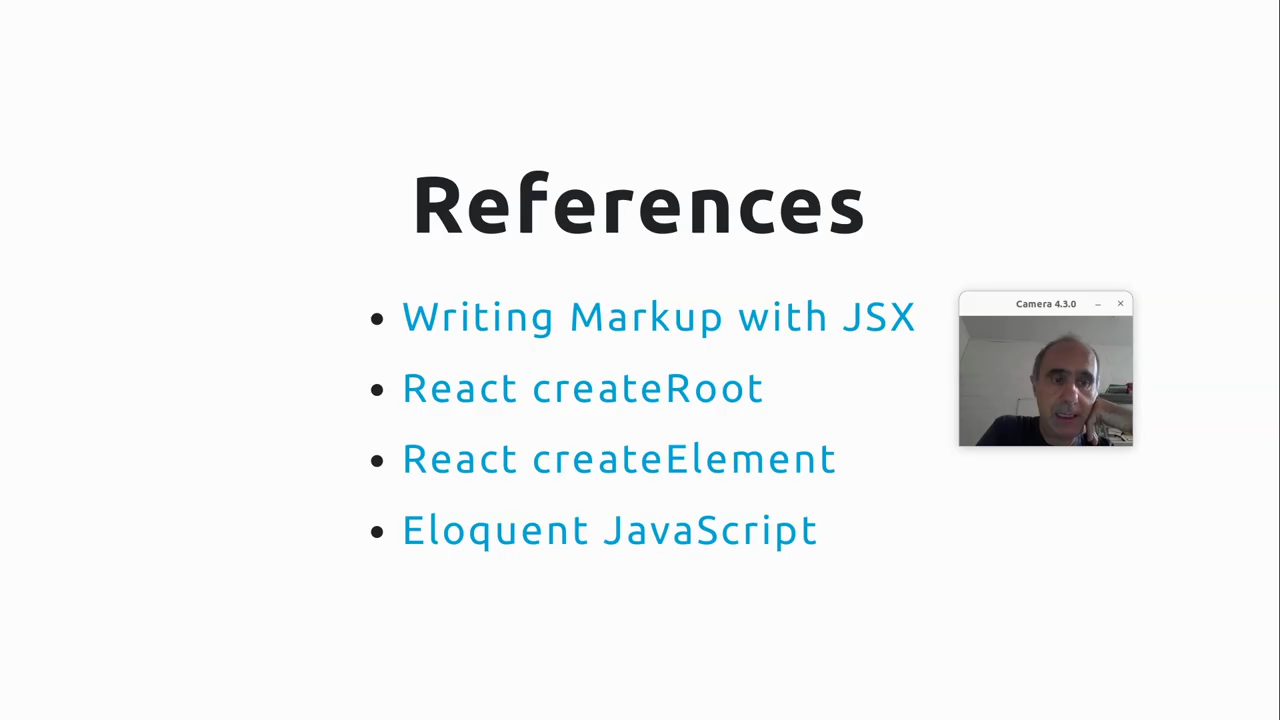 References
Writing Markup with JSX
React createRoot
React createElement
Eloquent JavaScript
Camera 4.3.0